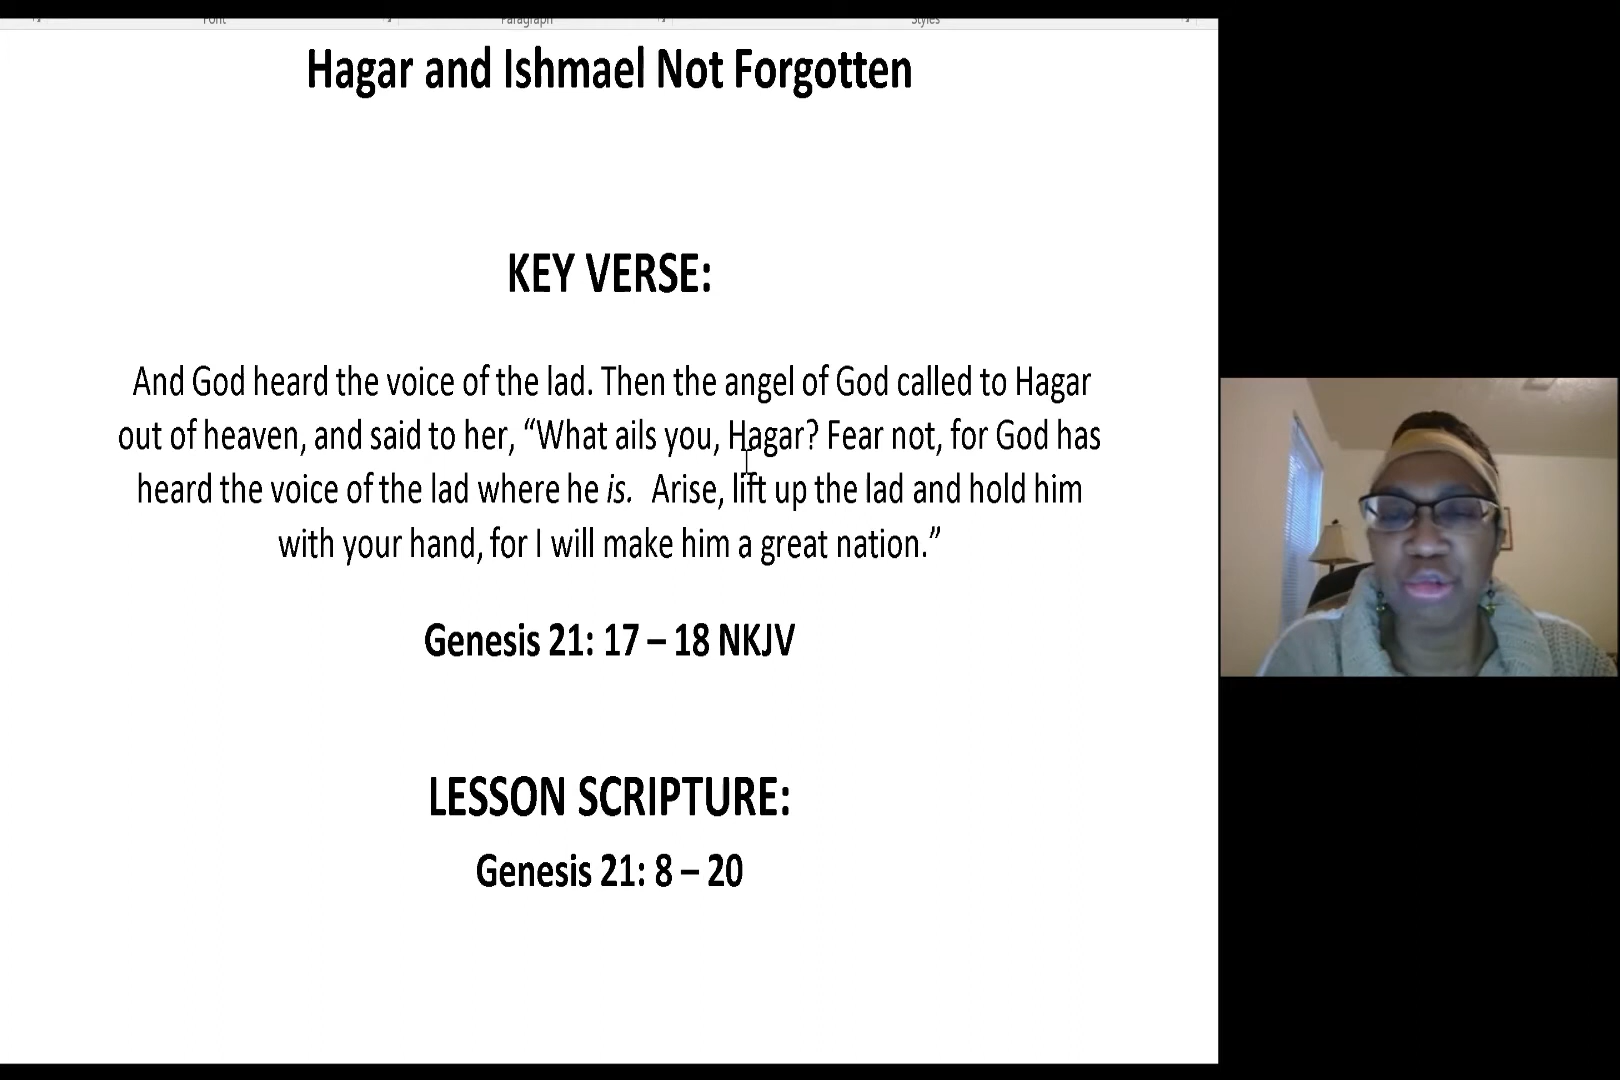 Font Paragraph Styles
Hagar and Ishmael Not Forgotten
KEY VERSE:
And God heard the voice of the lad. Then the angel of God called to Hagar
out of heaven, and said to her, “What ails you, Hagar? Fear not, for God has
heard the voice of the lad where he is. Arise, lift up the lad and hold him
with your hand, for I will make him a great nation.”
Genesis 21: 17 – 18 NKJV
LESSON SCRIPTURE:
Genesis 21: 8 – 20